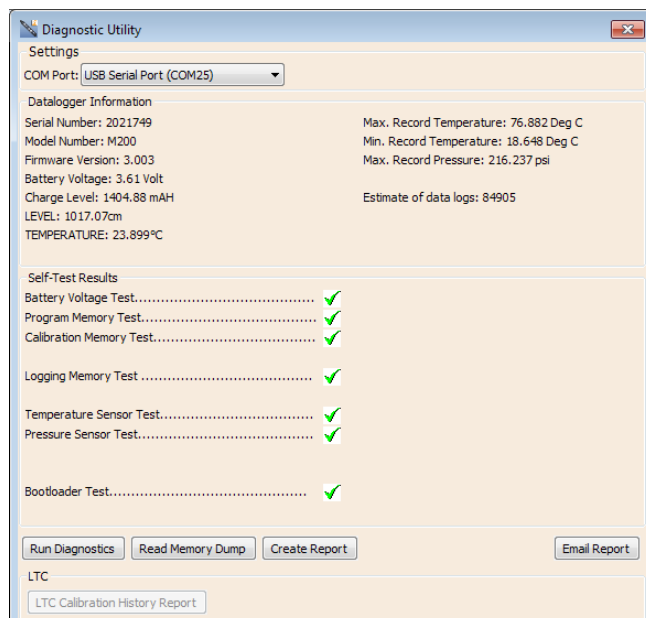 Diagnostic Utility
Settings
COM Port: USB Serial Port (COM25)
Datalogger Information
Serial Number: 2021749
Model Number: M200
Firmware Version: 3.003
Battery Voltage: 3.61 Volt
Charge Level: 1404.88 mAH
LEVEL: 1017.07cm
TEMPERATURE: 23.899°C
Max. Record Temperature: 76.882 Deg C
Min. Record Temperature: 18.648 Deg C
Max. Record Pressure: 216.237 psi
Estimate of data logs: 84905
Self-Test Results
Battery Voltage Test.........................................
Program Memory Test........................................
Calibration Memory Test.....................................
Logging Memory Test .......................................
Temperature Sensor Test...................................
Pressure Sensor Test........................................
Bootloader Test.............................................
Run Diagnostics Read Memory Dump Create Report Email Report
LTC
LTC Calibration History Report